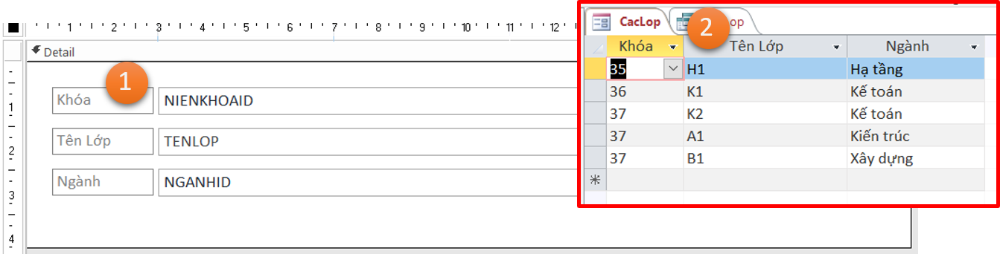 1 2 3 4 5 6 7 8 9 10 11 12
Detail
1
Khóa NIENKHOAID
Tên Lớp TENLOP
Ngành NGANHID
1
2
3
4
CacLop 2 op
Khóa Tên Lớp Ngành
35 H1 Hạ tầng
36 K1 Kế toán
37 K2 Kế toán
37 A1 Kiến trúc
37 B1 Xây dựng